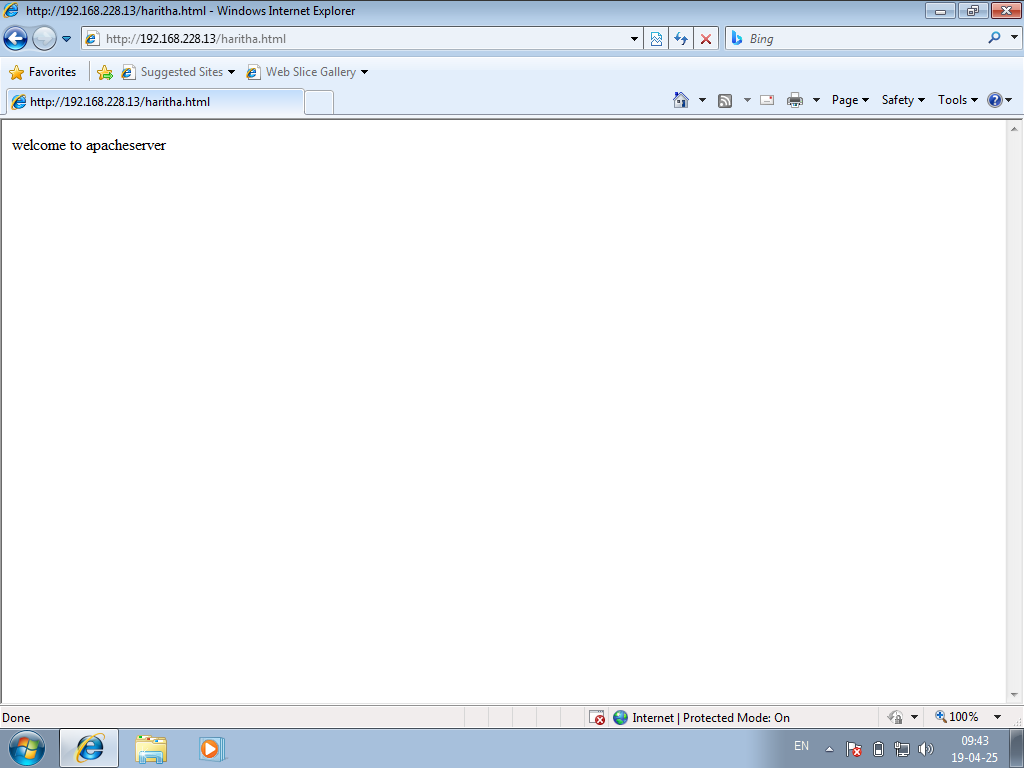 http://192.168.228.13/haritha.html - Windows Internet Explorer
http://192.168.228.13/haritha.html
Bing
Favorites
Suggested Sites
Web Slice Gallery
http://192.168.228.13/haritha.html
Page
Safety
Tools
welcome to apacheserver
Done
Internet | Protected Mode: On
100%
EN
09:43
19-04-25